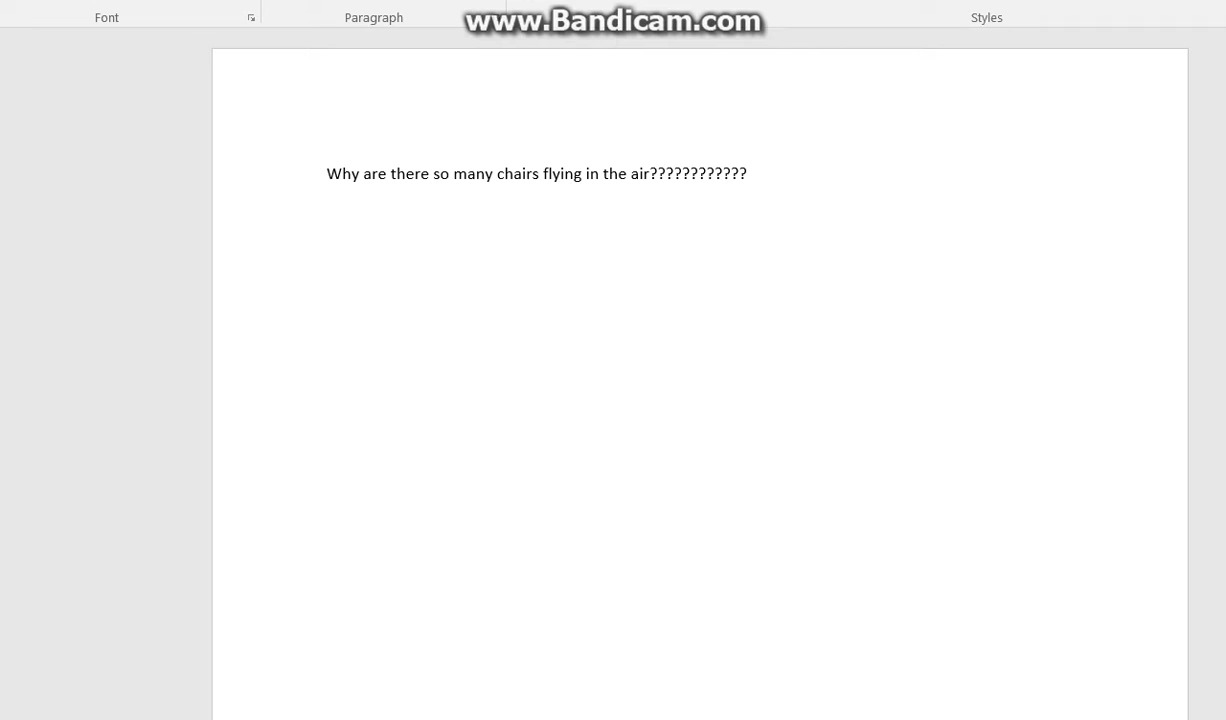 www.Bandicam.com
Font
Paragraph
Styles
Why are there so many chairs flying in the air????????????